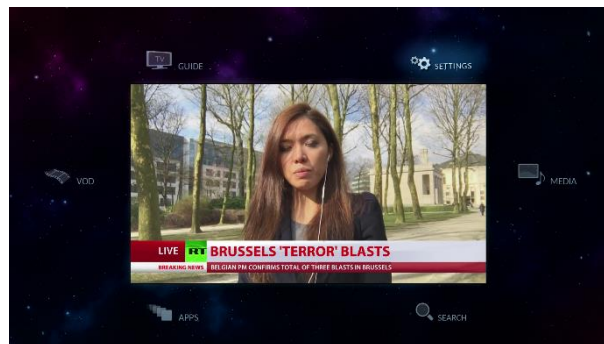 TV
GUIDE
SETTINGS
VOD
MEDIA
LIVE RT BRUSSELS 'TERROR' BLASTS
BREAKING NEWS BELGIAN PM CONFIRMS TOTAL OF THREE BLASTS IN BRUSSELS
APPS
SEARCH